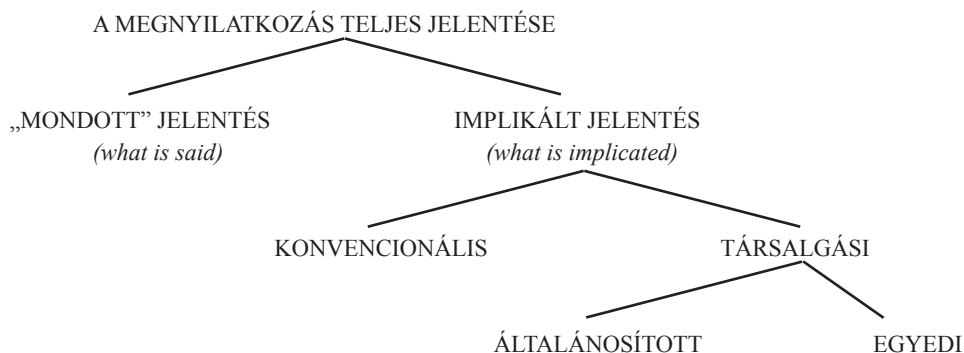 A MEGNYILATKOZÁS TELJES JELENTÉSE
„MONDOTT” JELENTÉS
(what is said)
IMPLIKÁLT JELENTÉS
(what is implicated)
KONVENCIONÁLIS
TÁRSALGÁSI
ÁLTALÁNOSÍTOTT
EGYEDI